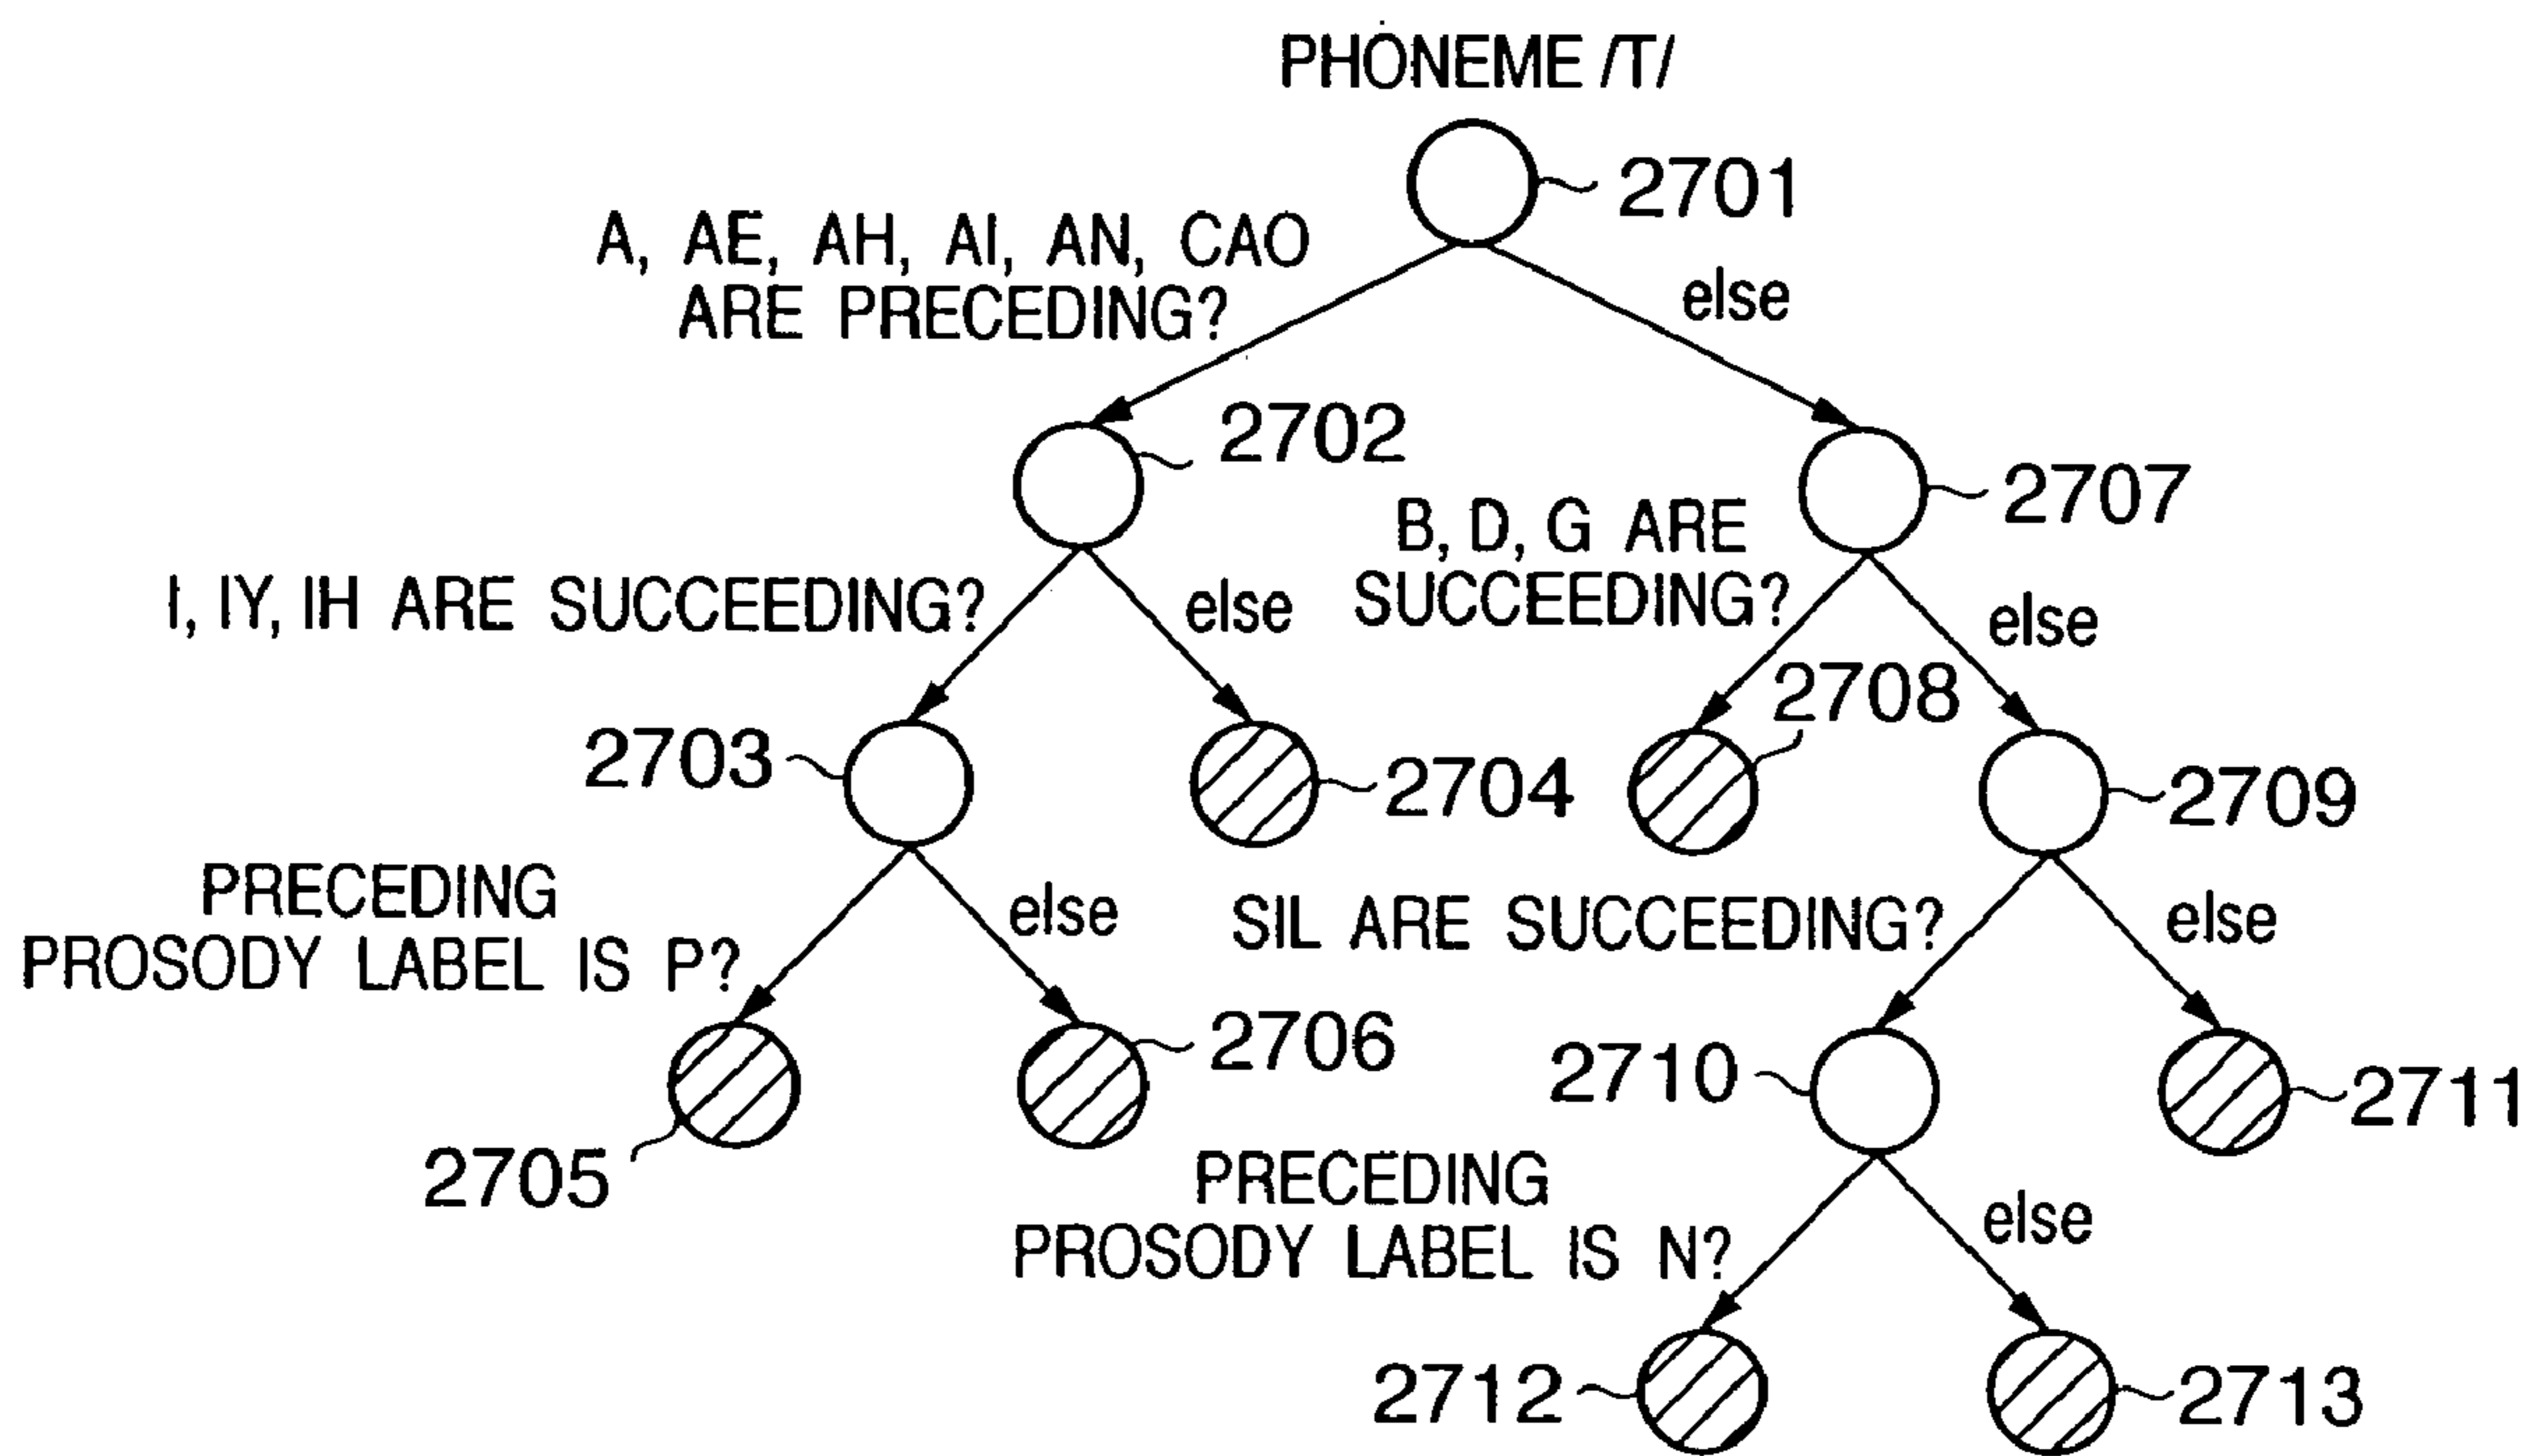 PHONEME /T/
2701
A, AE, AH, AI, AN, CAO
ARE PRECEDING?
else
2702
2707
B, D, G ARE
SUCCEEDING?
I, IY, IH ARE SUCCEEDING?
else
else
2703
2704
2708
2709
PRECEDING
PROSODY LABEL IS P?
else
SIL ARE SUCCEEDING?
else
2705
2706
2710
2711
PRECEDING
PROSODY LABEL IS N?
else
2712
2713